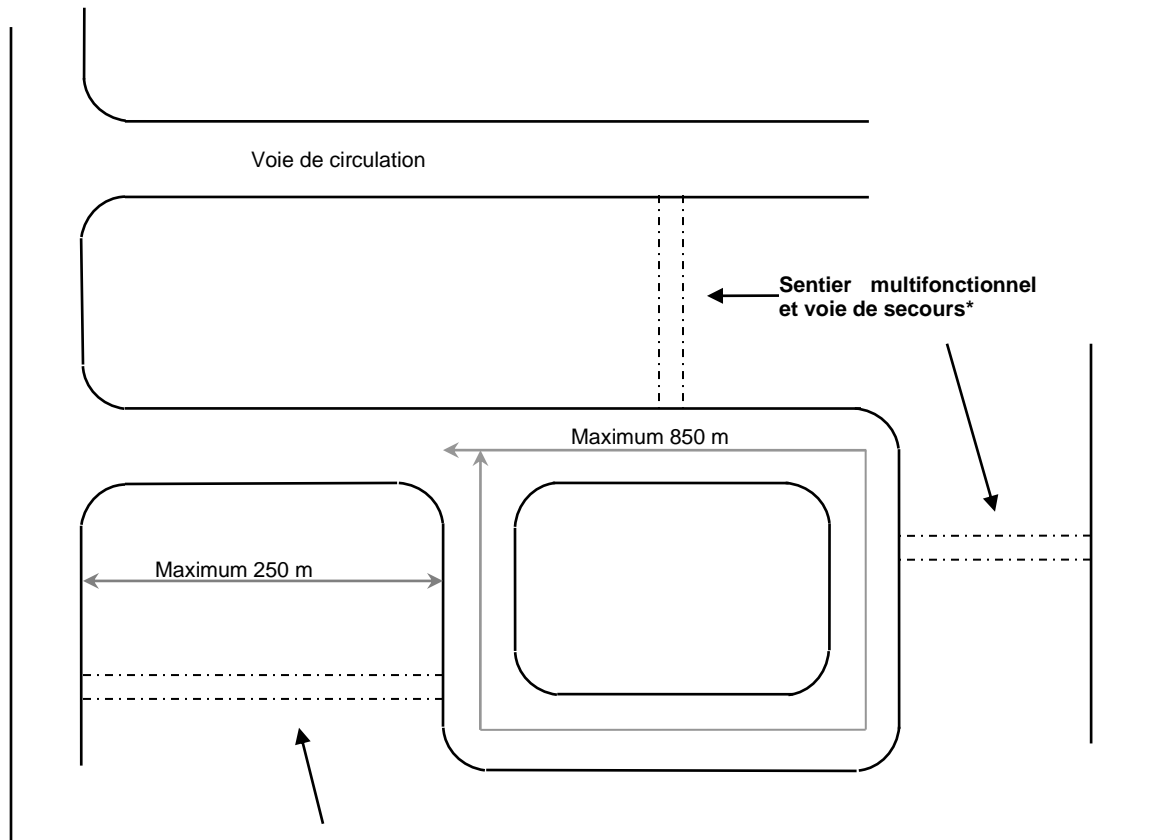 Voie de circulation
Sentier multifonctionnel
et voie de secours*
Maximum 850 m
Maximum 250 m